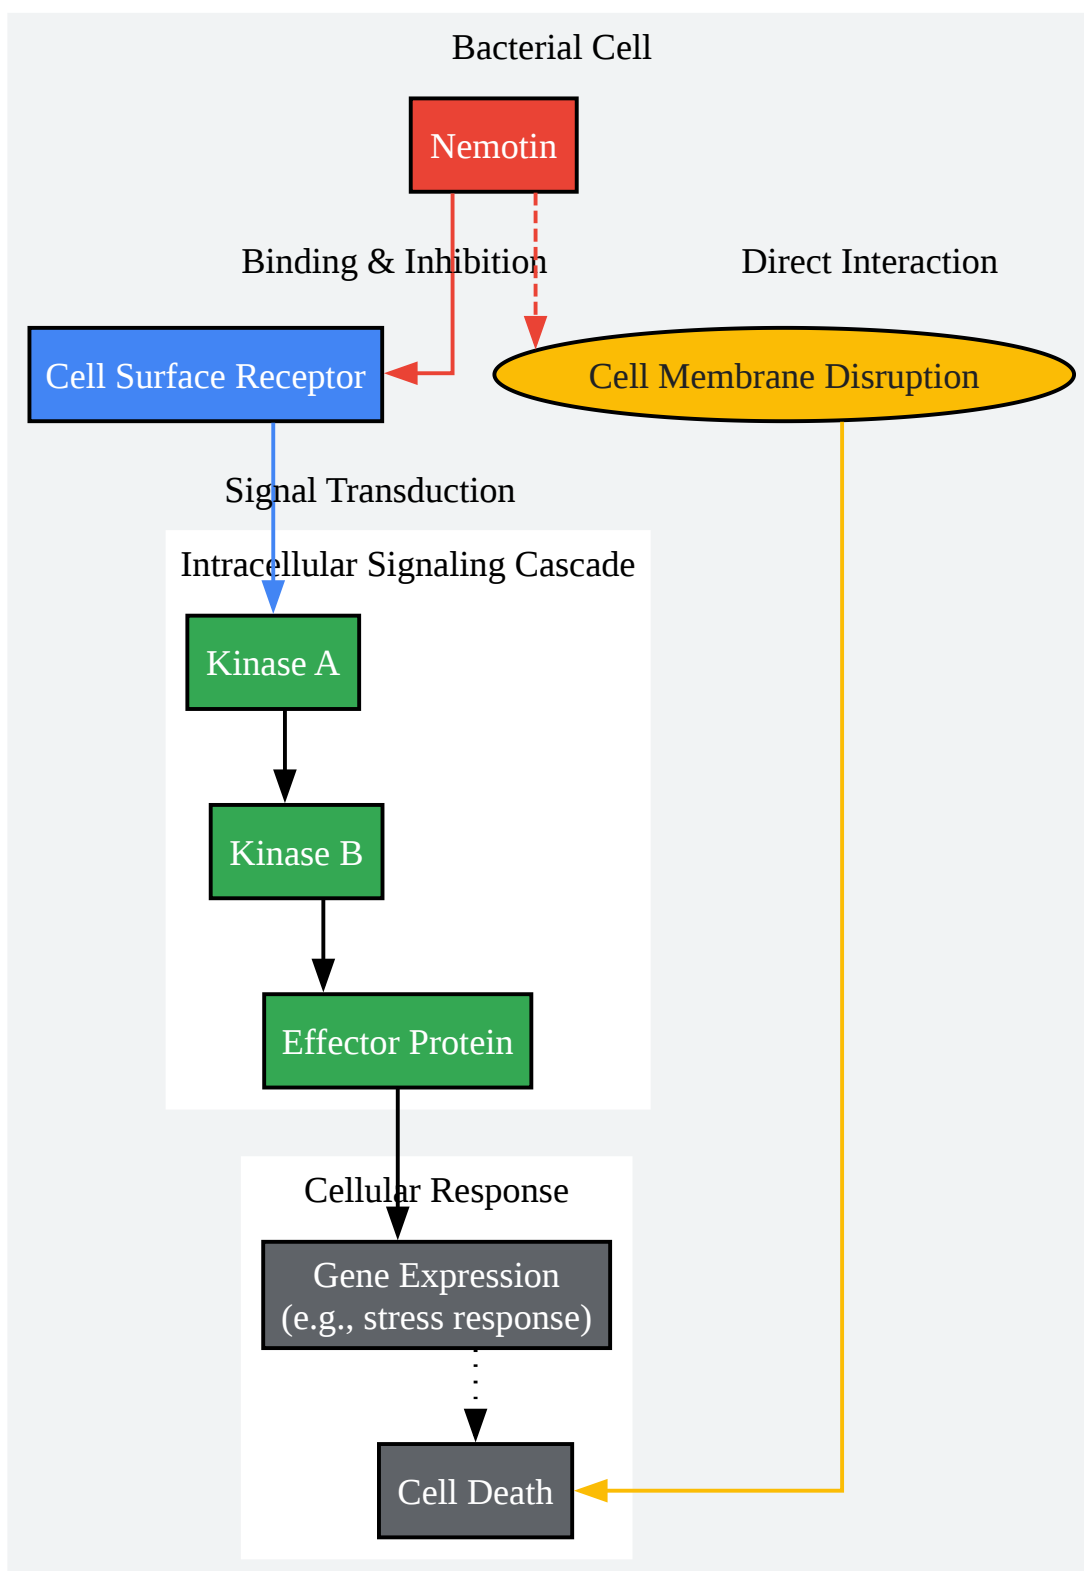 Bacterial Cell
Nemotin
Binding & Inhibition
Direct Interaction
Cell Surface Receptor
Cell Membrane Disruption
Signal Transduction
Intracellular Signaling Cascade
Kinase A
Kinase B
Effector Protein
Cellular Response
Gene Expression
(e.g., stress response)
Cell Death